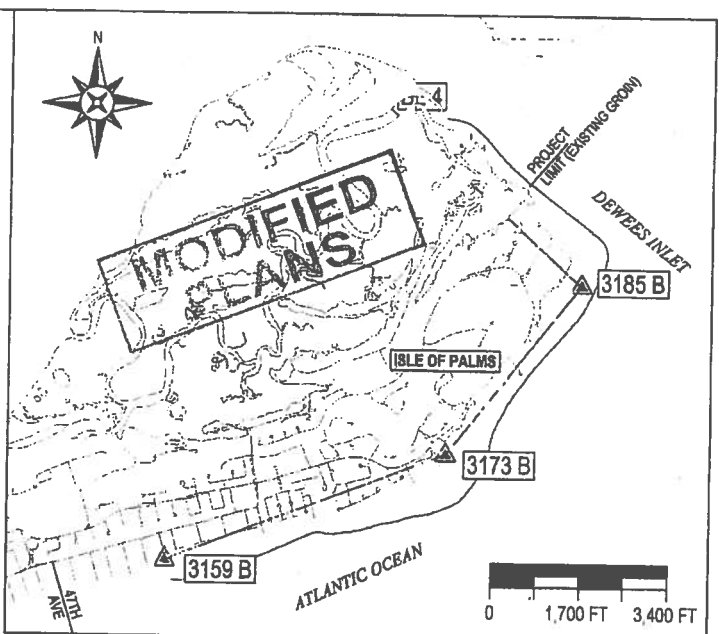 N
PROJECT
LIMIT (EXISTING GROIN)
DEWEES INLET
MODIFIED
PLANS
3185 B
ISLE OF PALMS
3173 B
3159 B
ATLANTIC OCEAN
47TH
AVE
0 1,700 FT 3,400 FT